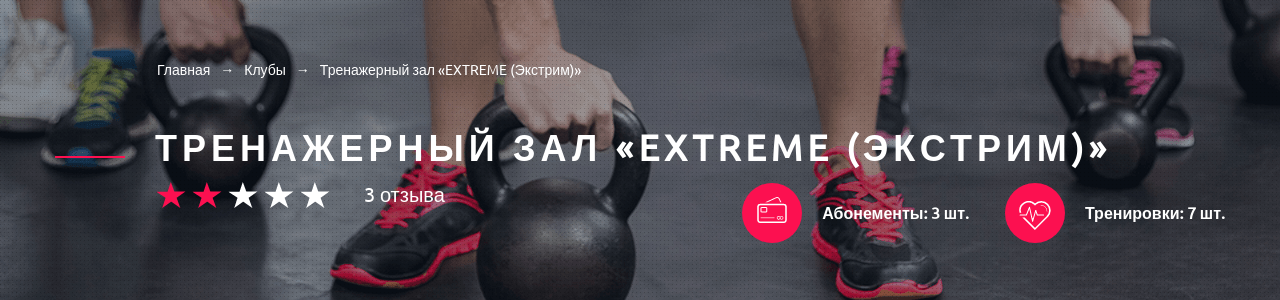 Главная → Клубы → Тренажерный зал «EXTREME (Экстрим)»
ТРЕНАЖЕРНЫЙ ЗАЛ «EXTREME (ЭКСТРИМ)»
3 отзыва
Абонементы: 3 шт. Тренировки: 7 шт.